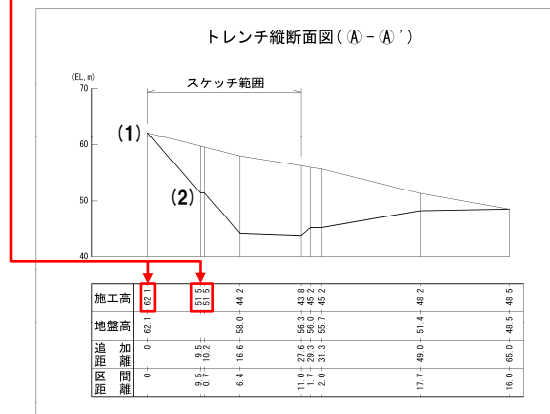 トレンチ縦断面図(Ⓐ-Ⓐ')
(EL,m)
スケッチ範囲
70
60
50
40
(1)
(2)
施工高 62.1 51.5 51.5 44.2 43.8 45.2 45.2 48.2 48.5
地盤高 62.1 58.0 56.3 56.0 55.7 51.4 48.5
追加距離 0 9.5 10.2 16.6 27.6 29.3 31.3 49.0 65.0
区間距離 0 9.5 0.7 6.4 11.0 1.7 2.0 17.7 16.0